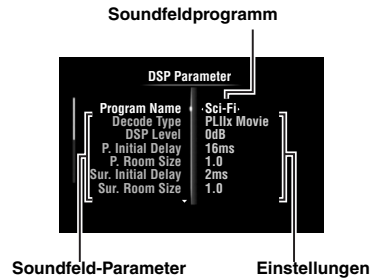 Soundfeldprogramm
DSP Parameter
Program Name ·Sci-Fi·
Decode Type PLIIx Movie
DSP Level 0dB
P. Initial Delay 16ms
P. Room Size 1.0
Sur. Initial Delay 2ms
Sur. Room Size 1.0
Soundfeld-Parameter Einstellungen